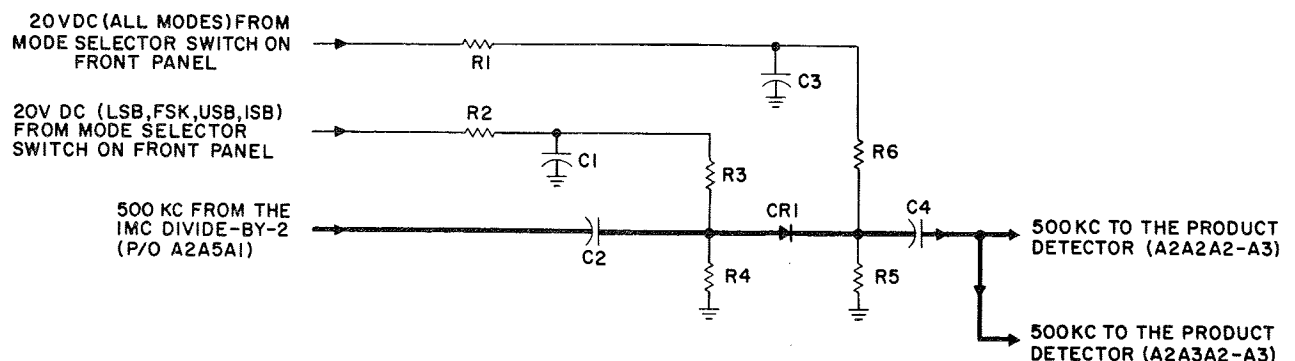 20VDC (ALL MODES) FROM
MODE SELECTOR SWITCH ON
FRONT PANEL
R1
C3
20V DC (LSB,FSK,USB,ISB)
FROM MODE SELECTOR
SWITCH ON FRONT PANEL
R2
C1
R3
R6
500 KC FROM THE
IMC DIVIDE-BY-2
(P/O A2A5A1)
C2
CR1
C4
R4
R5
500KC TO THE PRODUCT
DETECTOR (A2A2A2-A3)
500KC TO THE PRODUCT
DETECTOR (A2A3A2-A3)